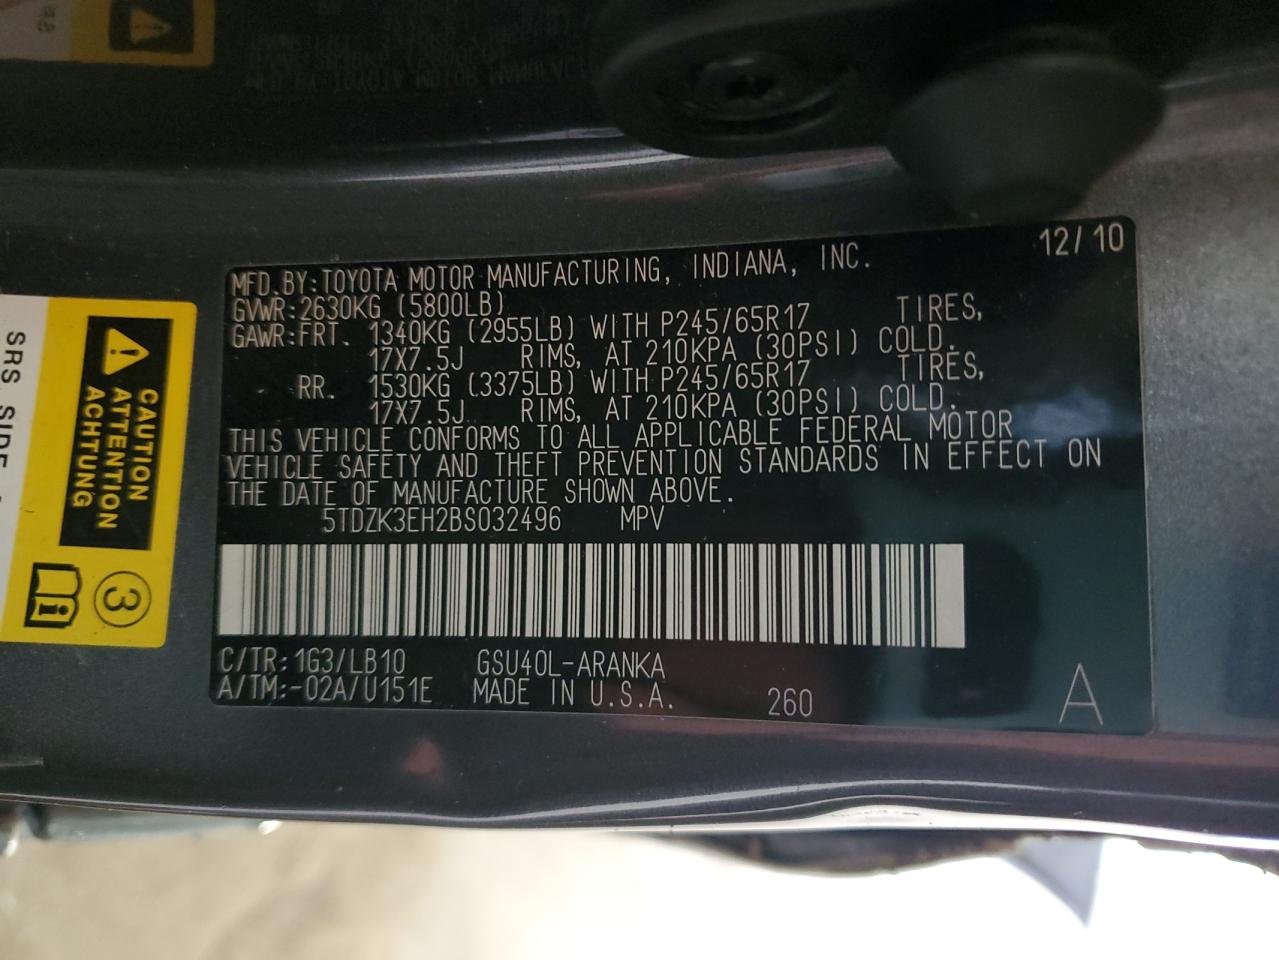 MFD.BY:TOYOTA MOTOR MANUFACTURING, INDIANA, INC. 12/10
GVWR:2630KG (5800LB)
GAWR:FRT. 1340KG (2955LB) WITH P245/65R17 TIRES,
17X7.5J RIMS, AT 210KPA (30PSI) COLD.
RR. 1530KG (3375LB) WITH P245/65R17 TIRES,
17X7.5J RIMS, AT 210KPA (30PSI) COLD.
THIS VEHICLE CONFORMS TO ALL APPLICABLE FEDERAL MOTOR
VEHICLE SAFETY AND THEFT PREVENTION STANDARDS IN EFFECT ON
THE DATE OF MANUFACTURE SHOWN ABOVE.
5TDZK3EH2BS032496 MPV
C/TR:1G3/LB10 GSU40L-ARANKA
A/TM:-02A/U151E MADE IN U.S.A. 260 A
CAUTION
ATTENTION
ACHTUNG
3
SRS SIDE